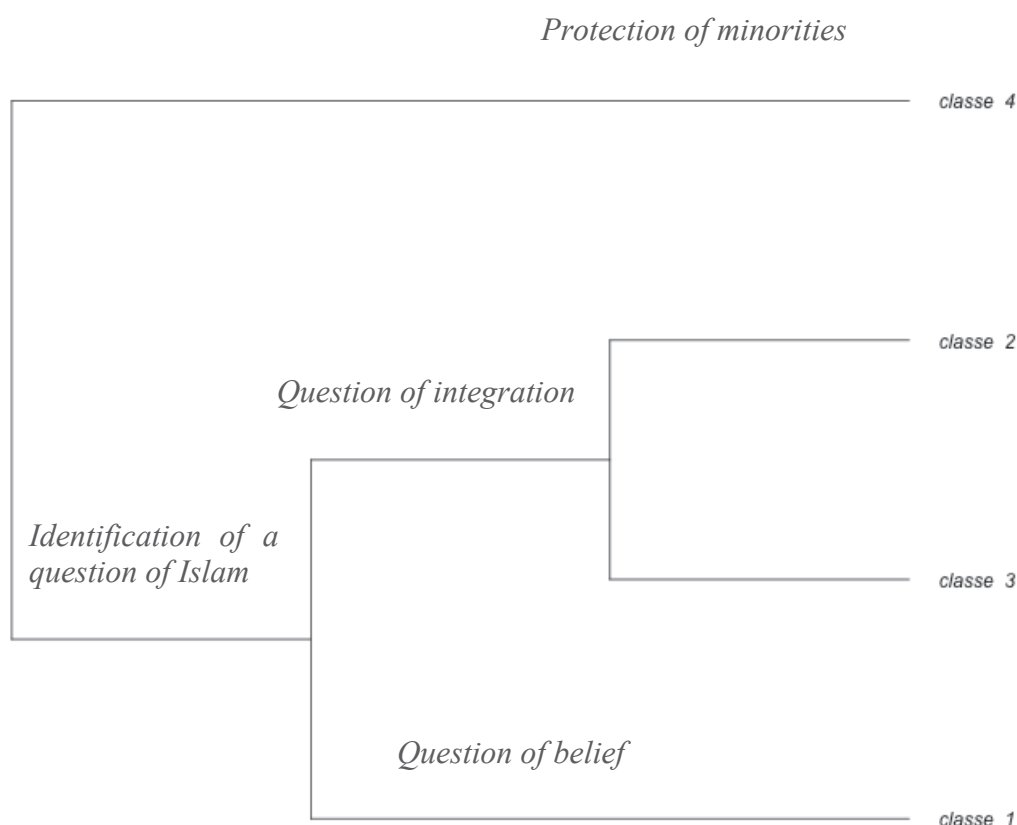 Protection of minorities
classe 4
classe 2
Question of integration
Identification of a
question of Islam
classe 3
Question of belief
classe 1